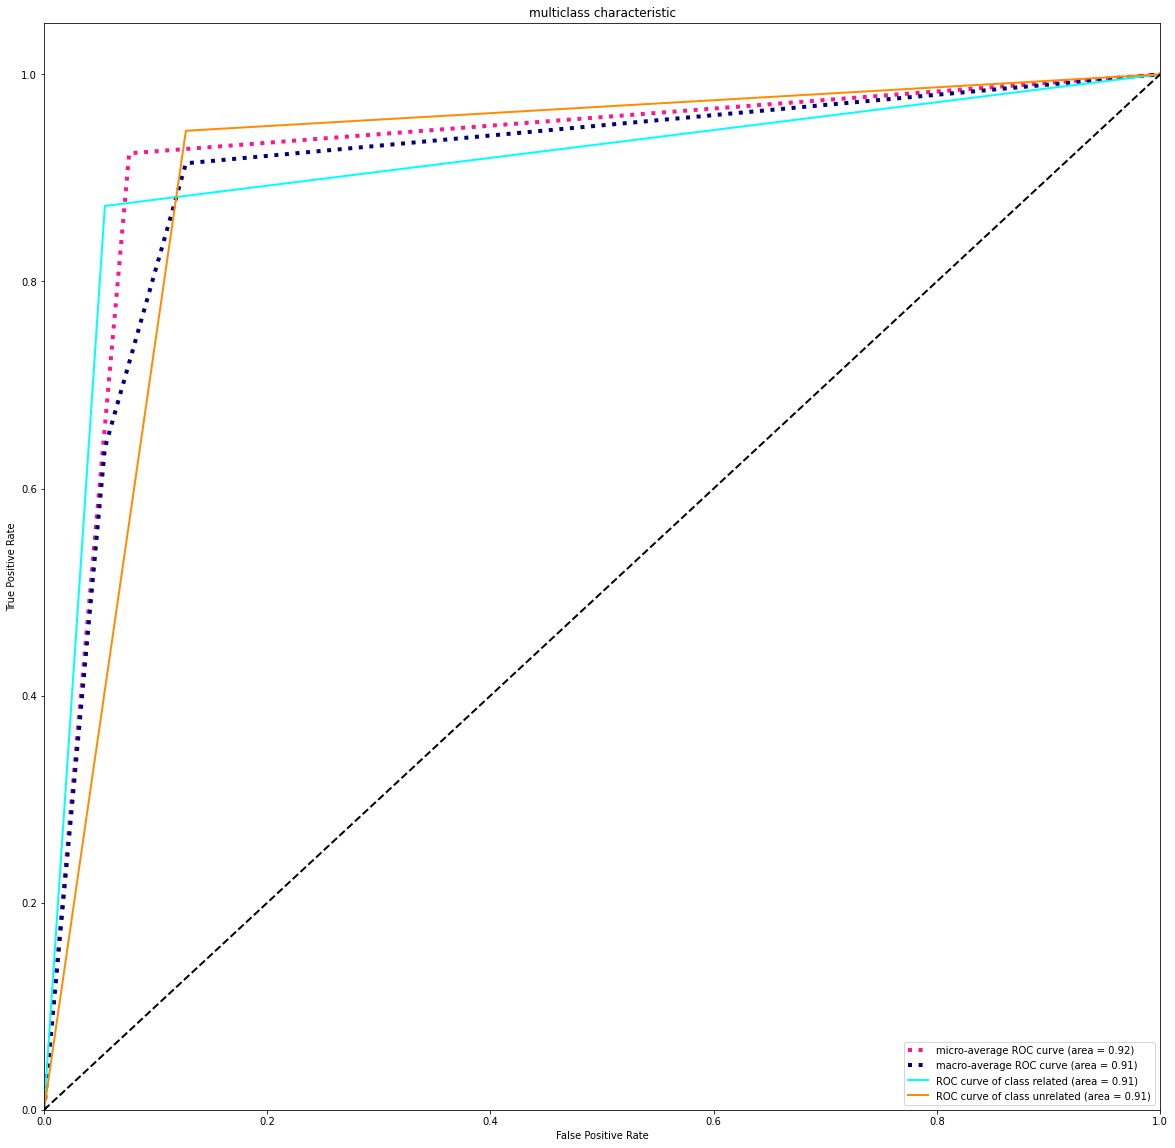 multiclass characteristic
True Positive Rate
1.0
0.8
0.6
0.4
0.2
0.0
0.0 0.2 0.4 0.6 0.8 1.0
False Positive Rate
micro-average ROC curve (area = 0.92)
macro-average ROC curve (area = 0.91)
ROC curve of class related (area = 0.91)
ROC curve of class unrelated (area = 0.91)